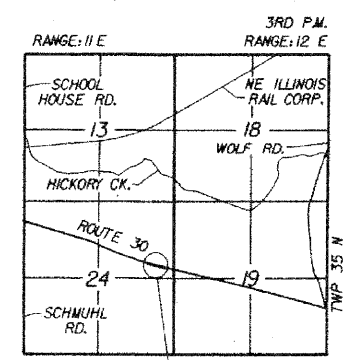 3RD P.M.
RANGE: 11 E
RANGE: 12 E
SCHOOL
HOUSE RD.
NE ILLINOIS
RAIL CORP.
13
18
WOLF RD.
HICKORY CK.
ROUTE 30
TWP 35 N
24
19
SCHMUHL
RD.